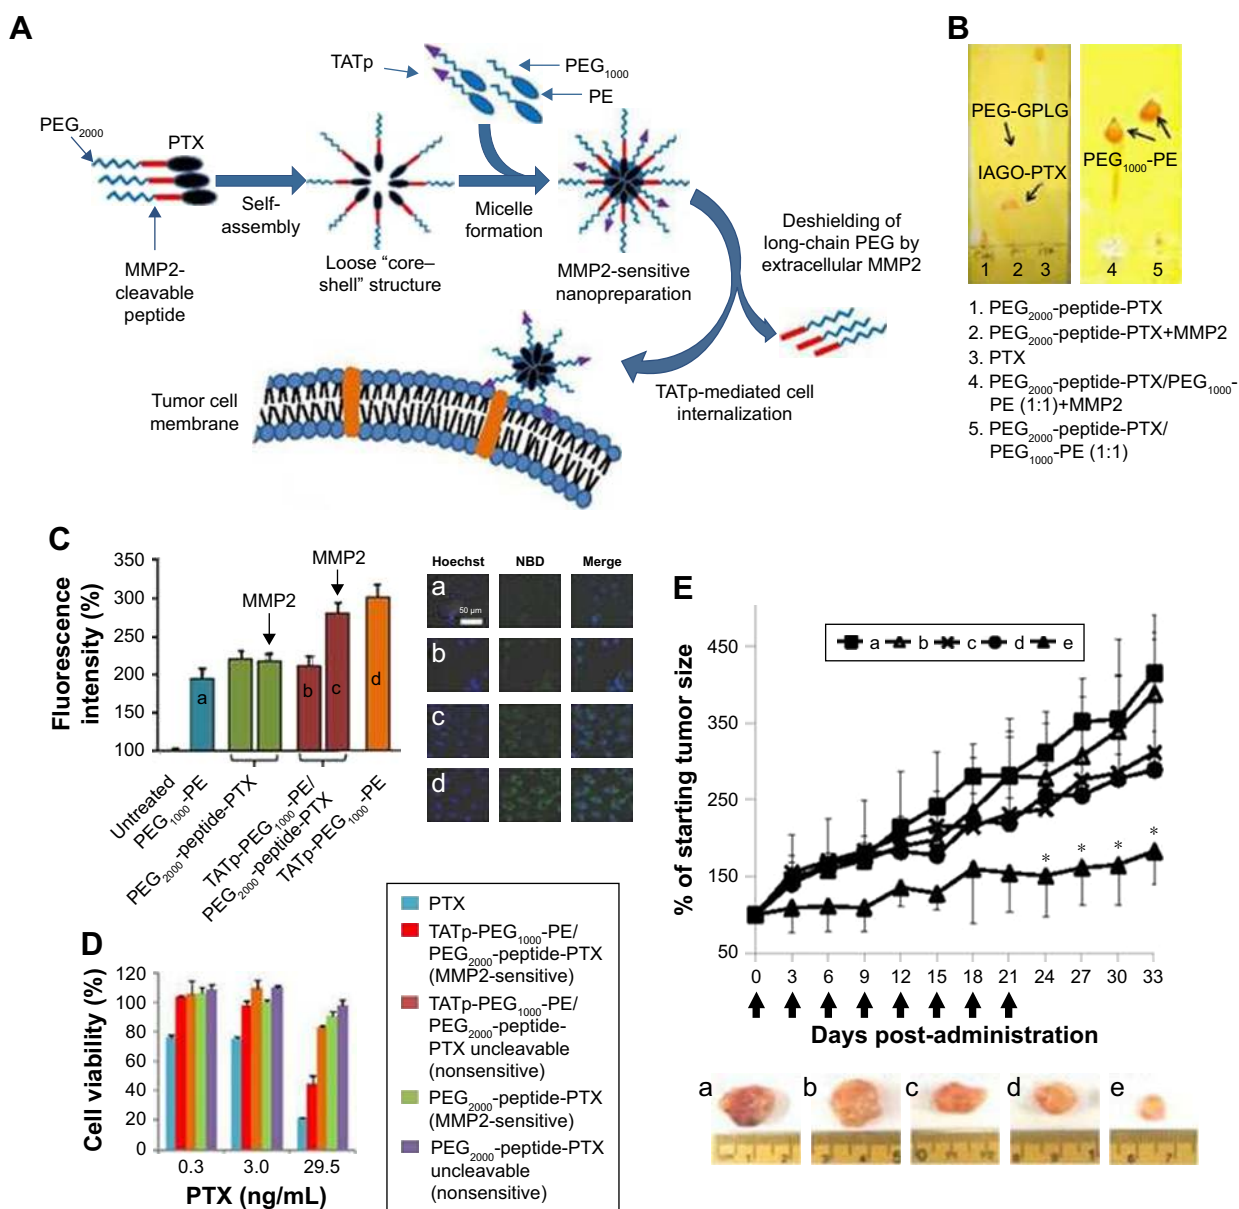 A
TATp
PEG1000
PE
PEG2000
PTX
Self-
assembly
Micelle
formation
MMP2-
cleavable
peptide
Loose “core–
shell” structure
MMP2-sensitive
nanopreparation
Deshielding of
long-chain PEG by
extracellular MMP2
Tumor cell
membrane
TATp-mediated cell
internalization
B
PEG-GPLG
IAGO-PTX
PEG1000-PE
1 2 3 4 5
1. PEG2000-peptide-PTX
2. PEG2000-peptide-PTX+MMP2
3. PTX
4. PEG2000-peptide-PTX/PEG1000-
PE (1:1)+MMP2
5. PEG2000-peptide-PTX/
PEG1000-PE (1:1)
C
Fluorescence
intensity (%)
350
300
250
200
150
100
MMP2
MMP2
a
b
c
d
Untreated
PEG1000-PE
PEG2000-peptide-PTX
TATp-PEG1000-PE/
PEG2000-peptide-PTX
TATp-PEG1000-PE
Hoechst NBD Merge
a
50 µm
b
c
d
D
Cell viability (%)
120
100
80
60
40
20
0
0.3 3.0 29.5
PTX (ng/mL)
PTX
TATp-PEG1000-PE/
PEG2000-peptide-PTX
(MMP2-sensitive)
TATp-PEG1000-PE/
PEG2000-peptide-
PTX uncleavable
(nonsensitive)
PEG2000-peptide-PTX
(MMP2-sensitive)
PEG2000-peptide-PTX
uncleavable
(nonsensitive)
E
% of starting tumor size
450
350
250
150
50
a b c d e
* * * *
0 3 6 9 12 15 18 21 24 27 30 33
Days post-administration
a b c d e